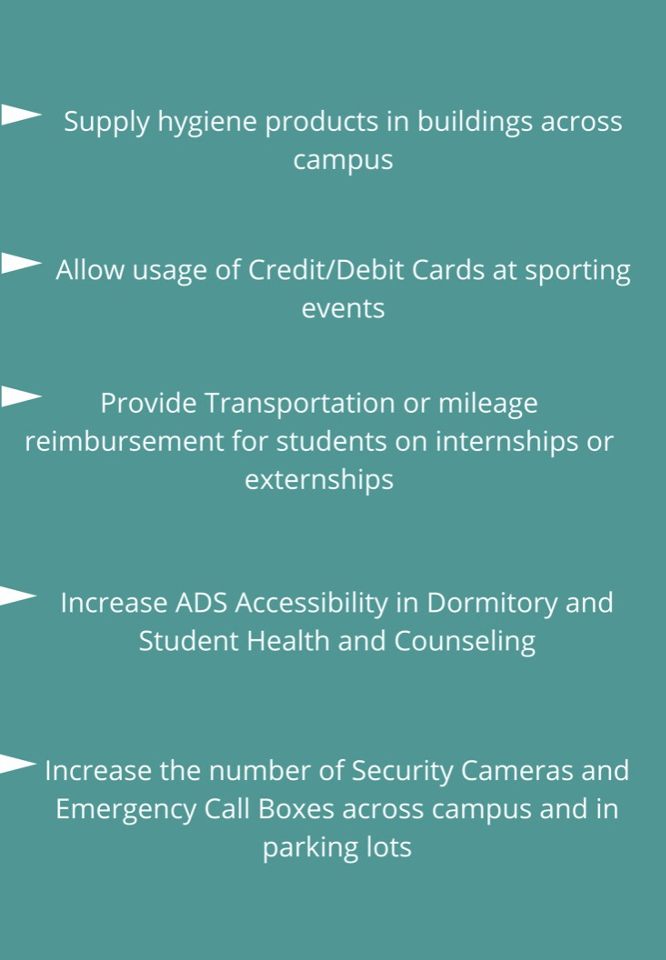 Supply hygiene products in buildings across
campus
Allow usage of Credit/Debit Cards at sporting
events
Provide Transportation or mileage
reimbursement for students on internships or
externships
Increase ADS Accessibility in Dormitory and
Student Health and Counseling
Increase the number of Security Cameras and
Emergency Call Boxes across campus and in
parking lots